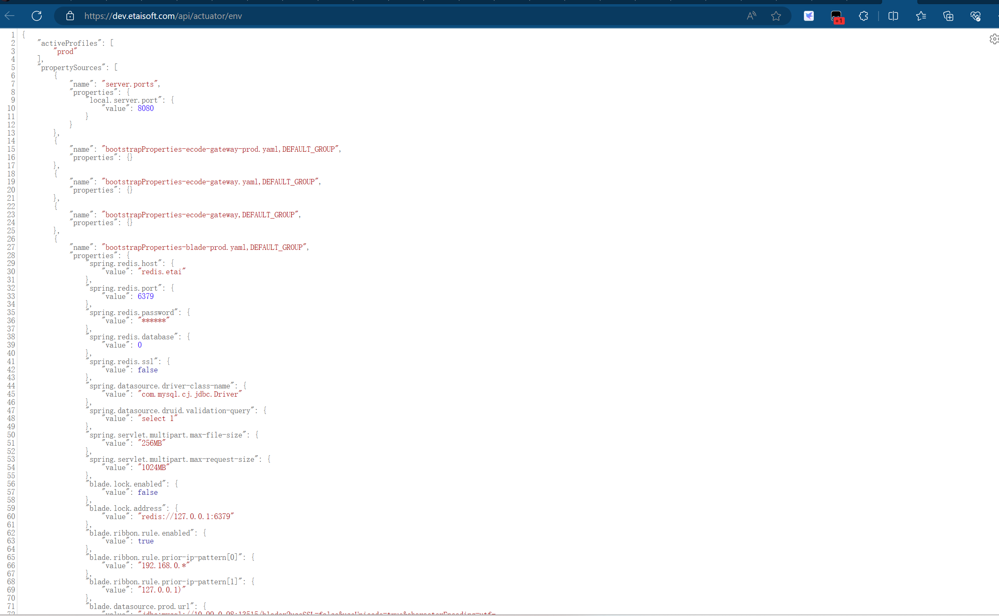 https://dev.etaisoft.com/api/actuator/env
+1
1 {
2 "activeProfiles": [
3 "prod"
4 ],
5 "propertySources": [
6 {
7 "name": "server.ports",
8 "properties": {
9 "local.server.port": {
10 "value": 8080
11 }
12 }
13 },
14 {
15 "name": "bootstrapProperties-ecode-gateway-prod.yaml,DEFAULT_GROUP",
16 "properties": {}
17 },
18 {
19 "name": "bootstrapProperties-ecode-gateway.yaml,DEFAULT_GROUP",
20 "properties": {}
21 },
22 {
23 "name": "bootstrapProperties-ecode-gateway,DEFAULT_GROUP",
24 "properties": {}
25 },
26 {
27 "name": "bootstrapProperties-blade-prod.yaml,DEFAULT_GROUP",
28 "properties": {
29 "spring.redis.host": {
30 "value": "redis.etai"
31 },
32 "spring.redis.port": {
33 "value": 6379
34 },
35 "spring.redis.password": {
36 "value": "******"
37 },
38 "spring.redis.database": {
39 "value": 0
40 },
41 "spring.redis.ssl": {
42 "value": false
43 },
44 "spring.datasource.driver-class-name": {
45 "value": "com.mysql.cj.jdbc.Driver"
46 },
47 "spring.datasource.druid.validation-query": {
48 "value": "select 1"
49 },
50 "spring.servlet.multipart.max-file-size": {
51 "value": "256MB"
52 },
53 "spring.servlet.multipart.max-request-size": {
54 "value": "1024MB"
55 },
56 "blade.lock.enabled": {
57 "value": false
58 },
59 "blade.lock.address": {
60 "value": "redis://127.0.0.1:6379"
61 },
62 "blade.ribbon.rule.enabled": {
63 "value": true
64 },
65 "blade.ribbon.rule.prior-ip-pattern[0]": {
66 "value": "192.168.0.*"
67 },
68 "blade.ribbon.rule.prior-ip-pattern[1]": {
69 "value": "127.0.0.1)"
70 },
71 "blade.datasource.prod.url": {
72 "value":